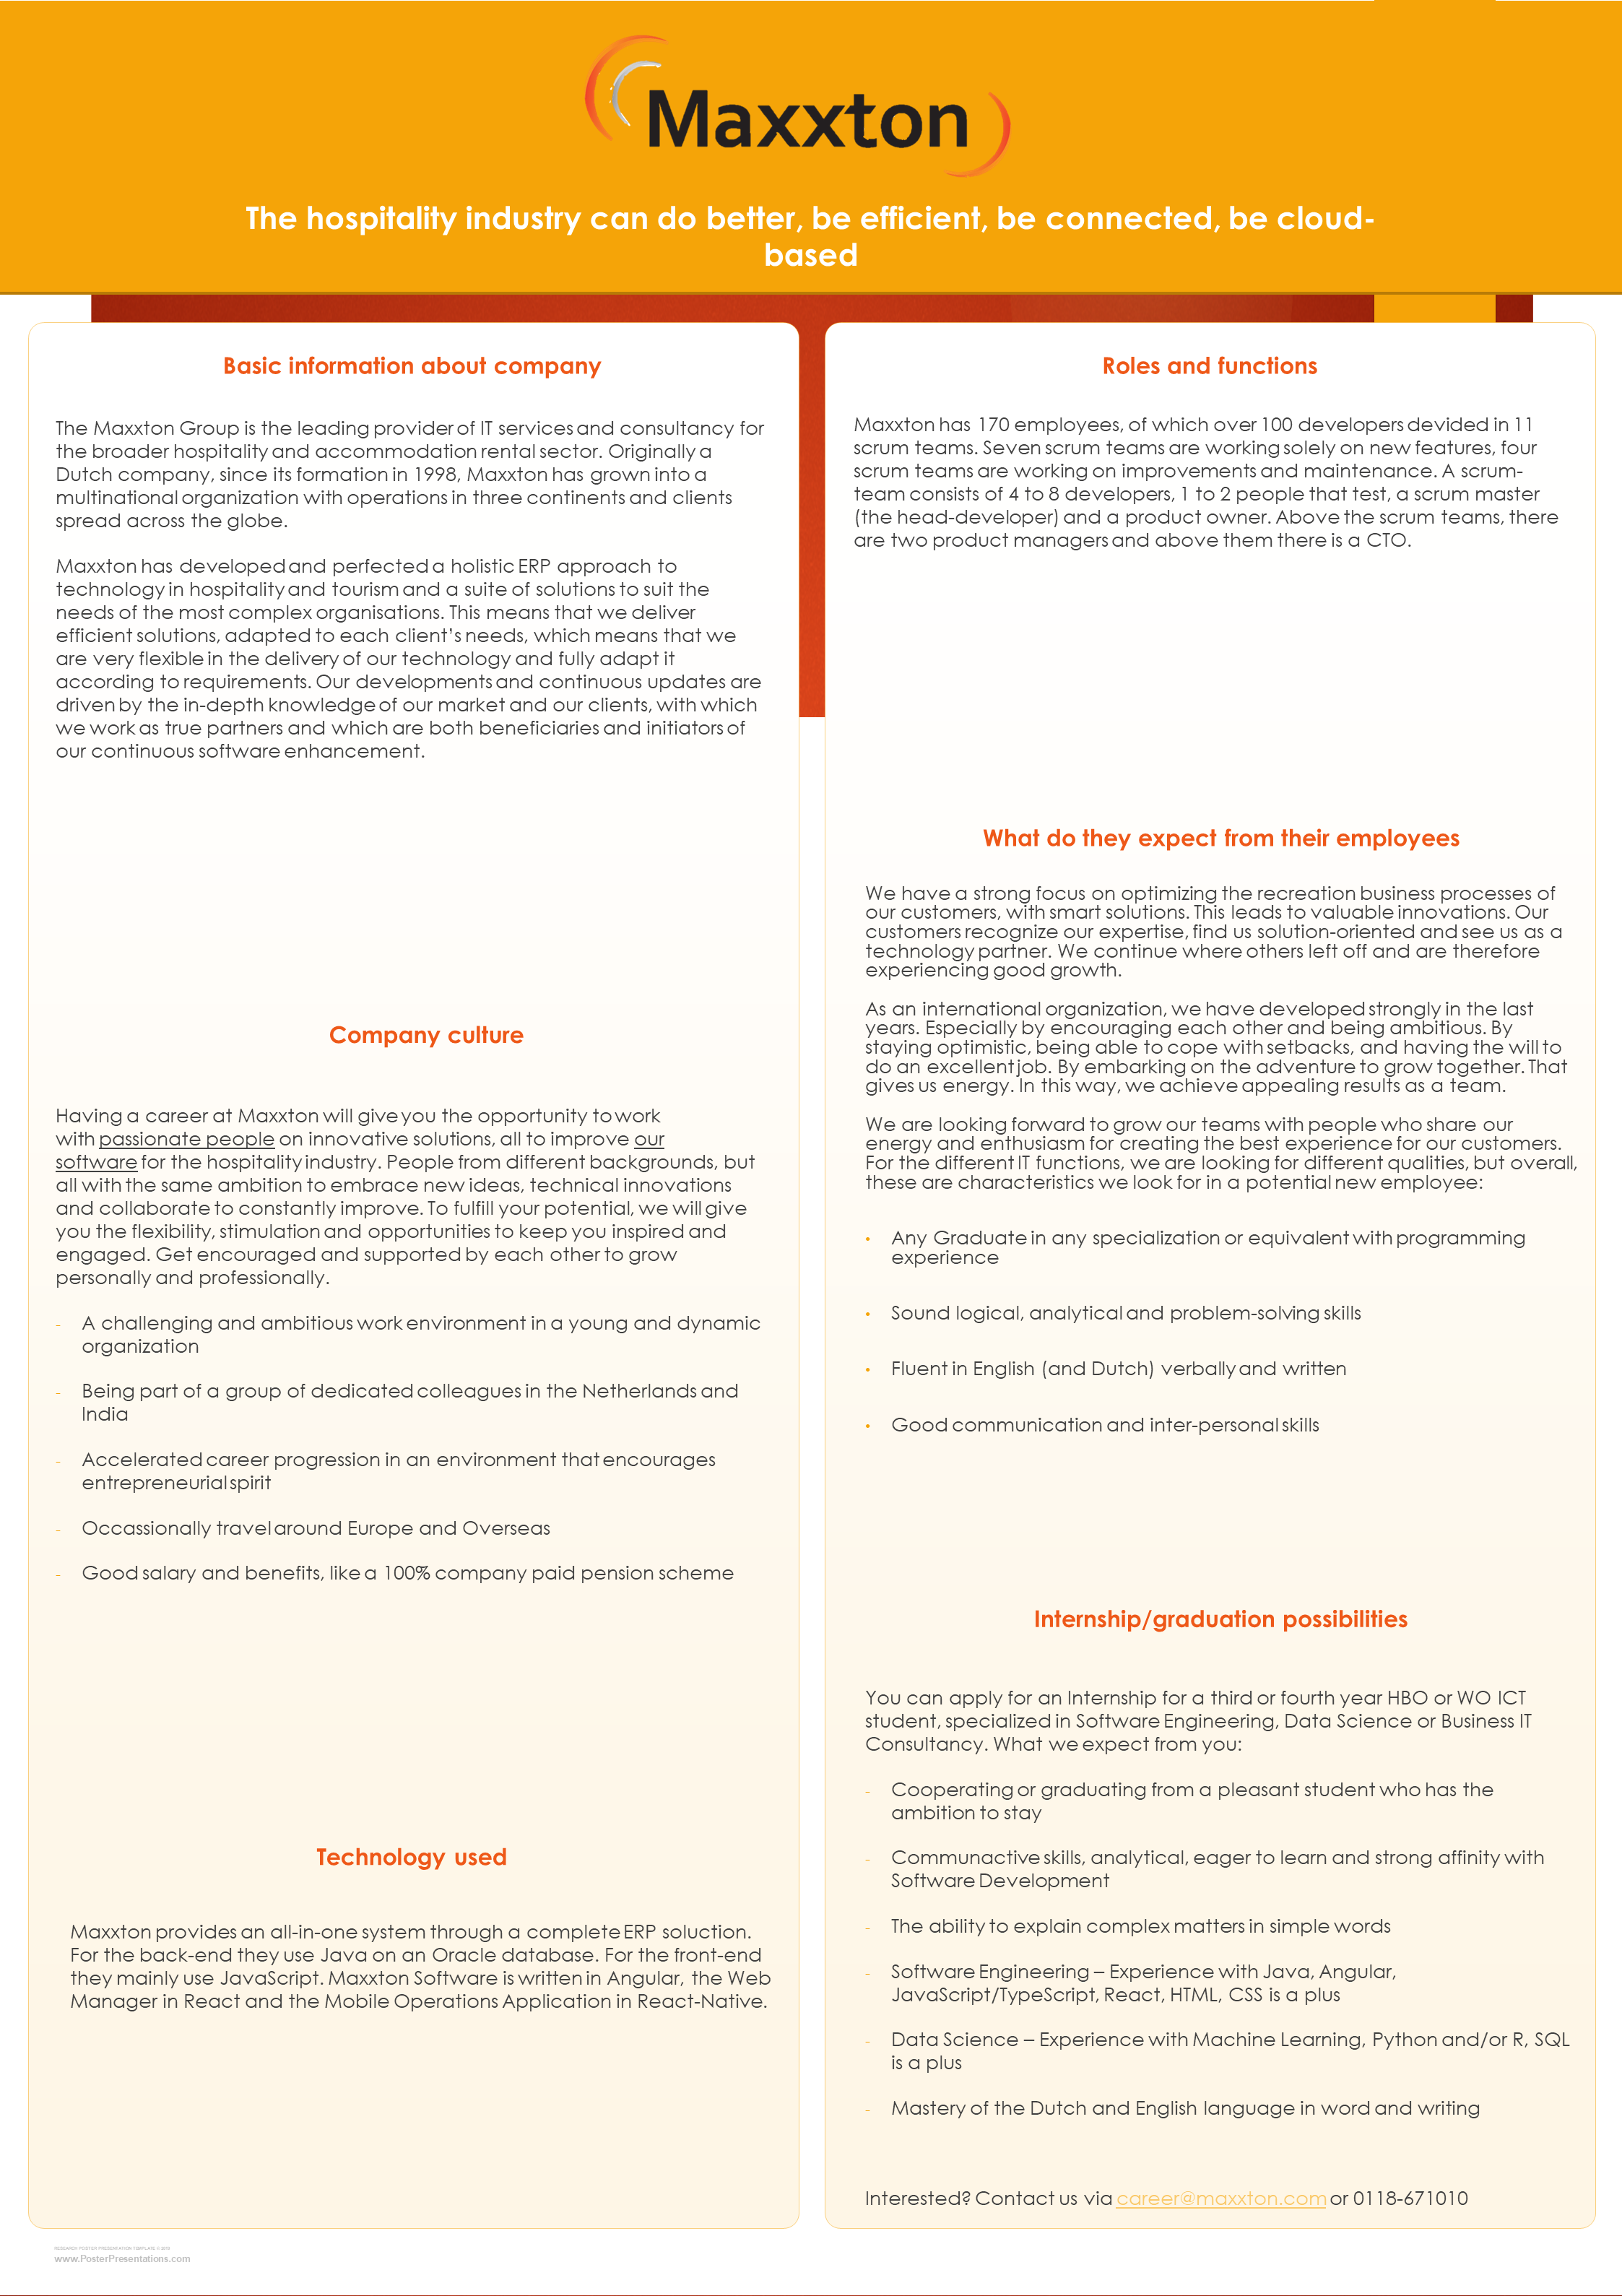 Maxxton
The hospitality industry can do better, be efficient, be connected, be cloud-
based
Basic information about company
The Maxxton Group is the leading provider of IT services and consultancy for
the broader hospitality and accommodation rental sector. Originally a
Dutch company, since its formation in 1998, Maxxton has grown into a
multinational organization with operations in three continents and clients
spread across the globe.
Maxxton has developed and perfected a holistic ERP approach to
technology in hospitality and tourism and a suite of solutions to suit the
needs of the most complex organisations. This means that we deliver
efficient solutions, adapted to each client's needs, which means that we
are very flexible in the delivery of our technology and fully adapt it
according to requirements. Our developments and continuous updates are
driven by the in-depth knowledge of our market and our clients, with which
we work as true partners and which are both beneficiaries and initiators of
our continuous software enhancement.
Company culture
Having a career at Maxxton will give you the opportunity to work
with passionate people on innovative solutions, all to improve our
software for the hospitality industry. People from different backgrounds, but
all with the same ambition to embrace new ideas, technical innovations
and collaborate to constantly improve. To fulfill your potential, we will give
you the flexibility, stimulation and opportunities to keep you inspired and
engaged. Get encouraged and supported by each other to grow
personally and professionally.
- A challenging and ambitious work environment in a young and dynamic
organization
- Being part of a group of dedicated colleagues in the Netherlands and
India
- Accelerated career progression in an environment that encourages
entrepreneurial spirit
- Occassionally travel around Europe and Overseas
- Good salary and benefits, like a 100% company paid pension scheme
Technology used
Maxxton provides an all-in-one system through a complete ERP soluction.
For the back-end they use Java on an Oracle database. For the front-end
they mainly use JavaScript. Maxxton Software is written in Angular, the Web
Manager in React and the Mobile Operations Application in React-Native.
Roles and functions
Maxxton has 170 employees, of which over 100 developers devided in 11
scrum teams. Seven scrum teams are working solely on new features, four
scrum teams are working on improvements and maintenance. A scrum-
team consists of 4 to 8 developers, 1 to 2 people that test, a scrum master
(the head-developer) and a product owner. Above the scrum teams, there
are two product managers and above them there is a CTO.
What do they expect from their employees
We have a strong focus on optimizing the recreation business processes of
our customers, with smart solutions. This leads to valuable innovations. Our
customers recognize our expertise, find us solution-oriented and see us as a
technology partner. We continue where others left off and are therefore
experiencing good growth.
As an international organization, we have developed strongly in the last
years. Especially by encouraging each other and being ambitious. By
staying optimistic, being able to cope with setbacks, and having the will to
do an excellent job. By embarking on the adventure to grow together. That
gives us energy. In this way, we achieve appealing results as a team.
We are looking forward to grow our teams with people who share our
energy and enthusiasm for creating the best experience for our customers.
For the different IT functions, we are looking for different qualities, but overall,
these are characteristics we look for in a potential new employee:
• Any Graduate in any specialization or equivalent with programming
experience
• Sound logical, analytical and problem-solving skills
• Fluent in English (and Dutch) verbally and written
• Good communication and inter-personal skills
Internship/graduation possibilities
You can apply for an Internship for a third or fourth year HBO or WO ICT
student, specialized in Software Engineering, Data Science or Business IT
Consultancy. What we expect from you:
- Cooperating or graduating from a pleasant student who has the
ambition to stay
- Communactive skills, analytical, eager to learn and strong affinity with
Software Development
- The ability to explain complex matters in simple words
- Software Engineering – Experience with Java, Angular,
JavaScript/TypeScript, React, HTML, CSS is a plus
- Data Science – Experience with Machine Learning, Python and/or R, SQL
is a plus
- Mastery of the Dutch and English language in word and writing
Interested? Contact us via career@maxxton.com or 0118-671010
RESEARCH POSTER PRESENTATION TEMPLATE ©
www.PosterPresentations.com